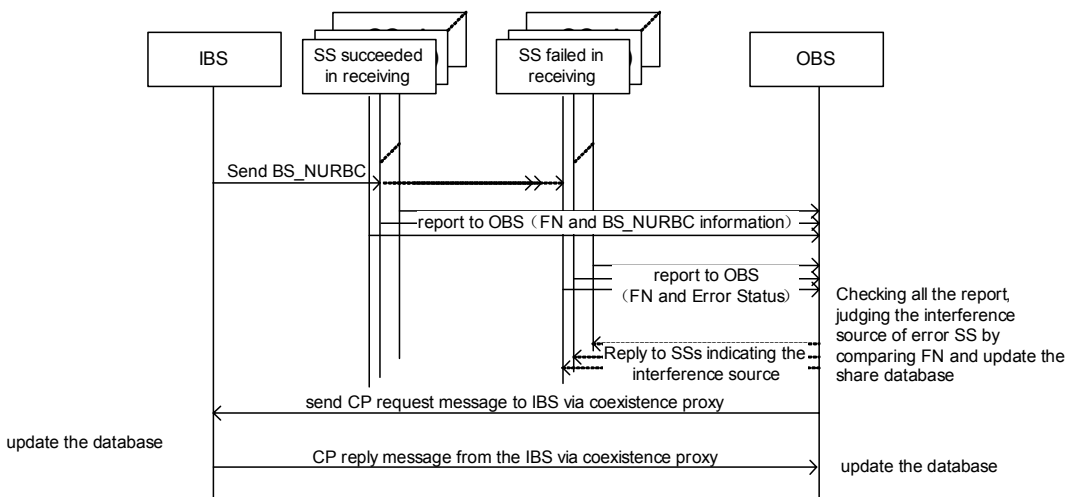 IBS
SS succeeded
in receiving
SS failed in
receiving
OBS
Send BS_NURBC
report to OBS（FN and BS_NURBC information）
report to OBS
（FN and Error Status）
Checking all the report,
judging the interference
source of error SS by
comparing FN and update the
share database
Reply to SSs indicating the
interference source
send CP request message to IBS via coexistence proxy
update the database
CP reply message from the IBS via coexistence proxy
update the database